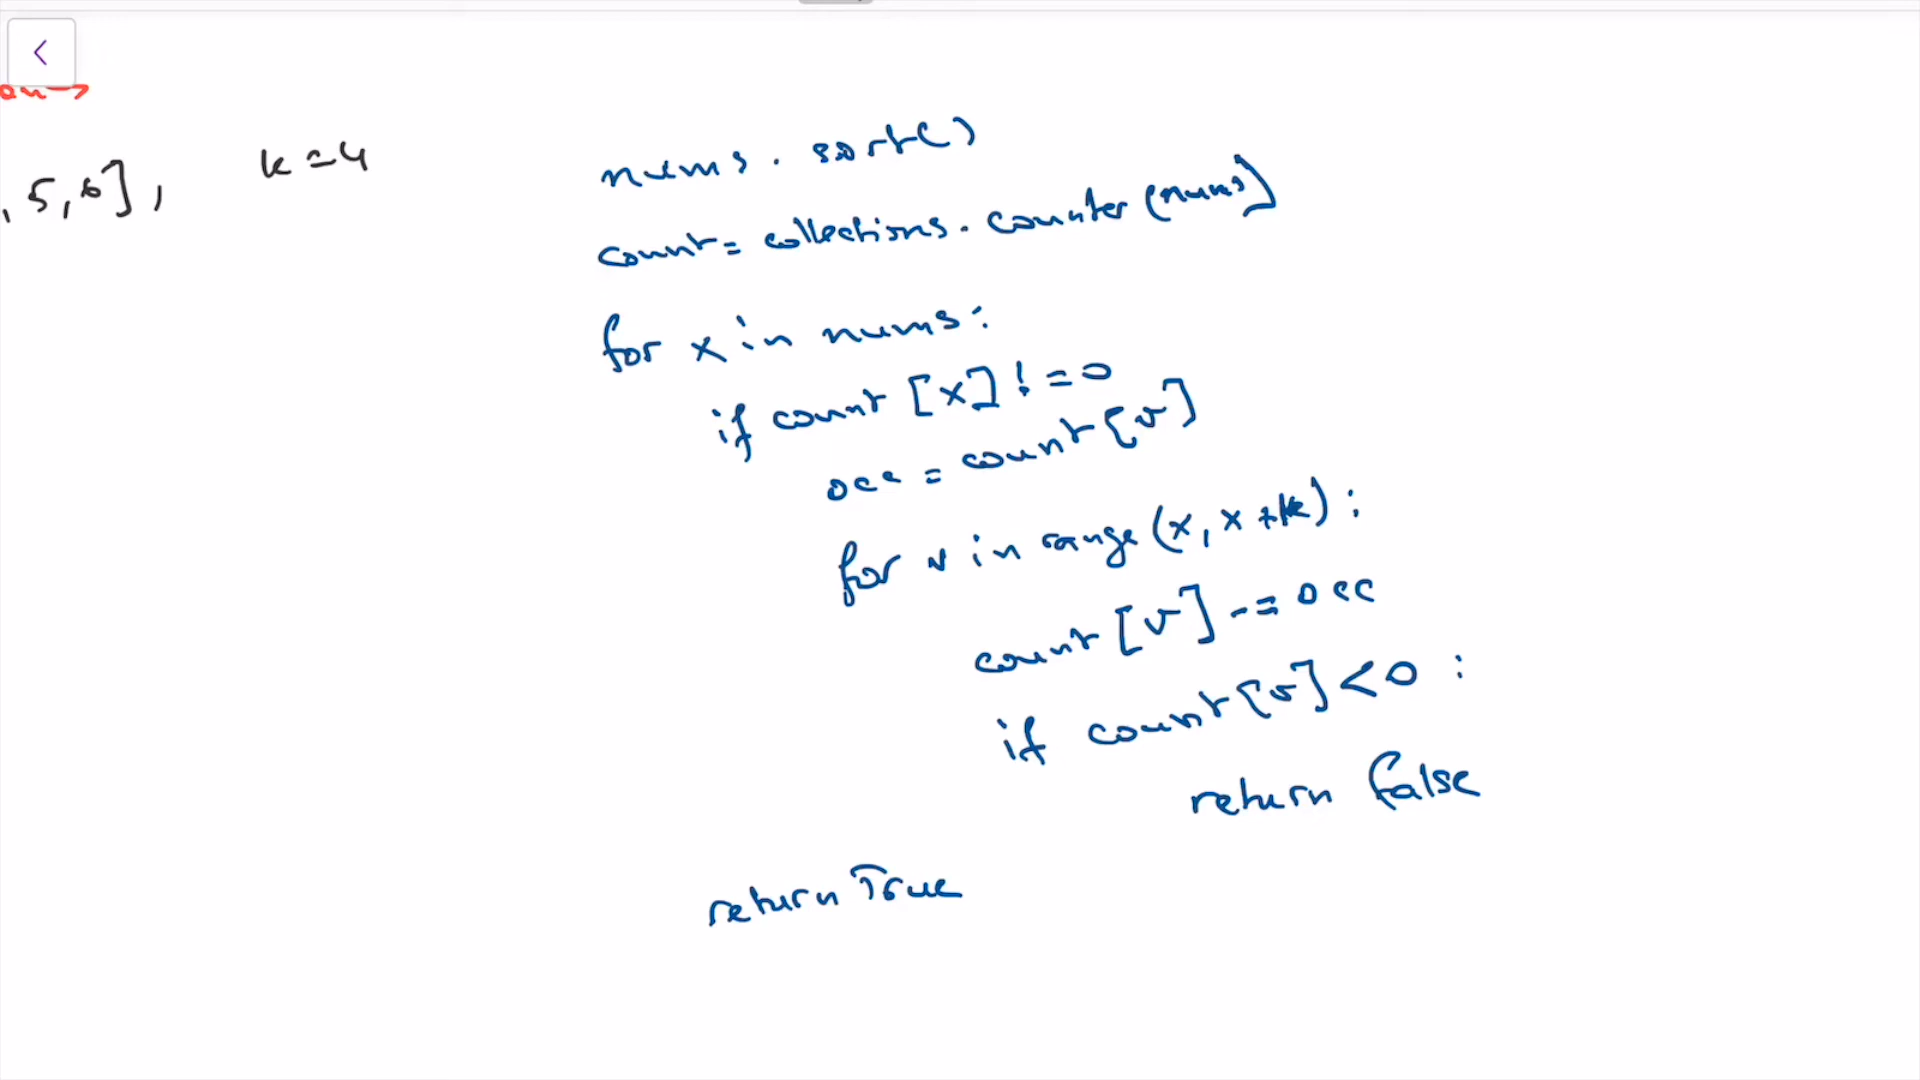 , 5, 6], k=4
nums.sort()
count= collections.counter(nums)
for x in nums:
if count [x] != 0
occ = count[v]
for v in range(x, x+k):
count [v] -= occ
if count[v] < 0 :
return false
return True